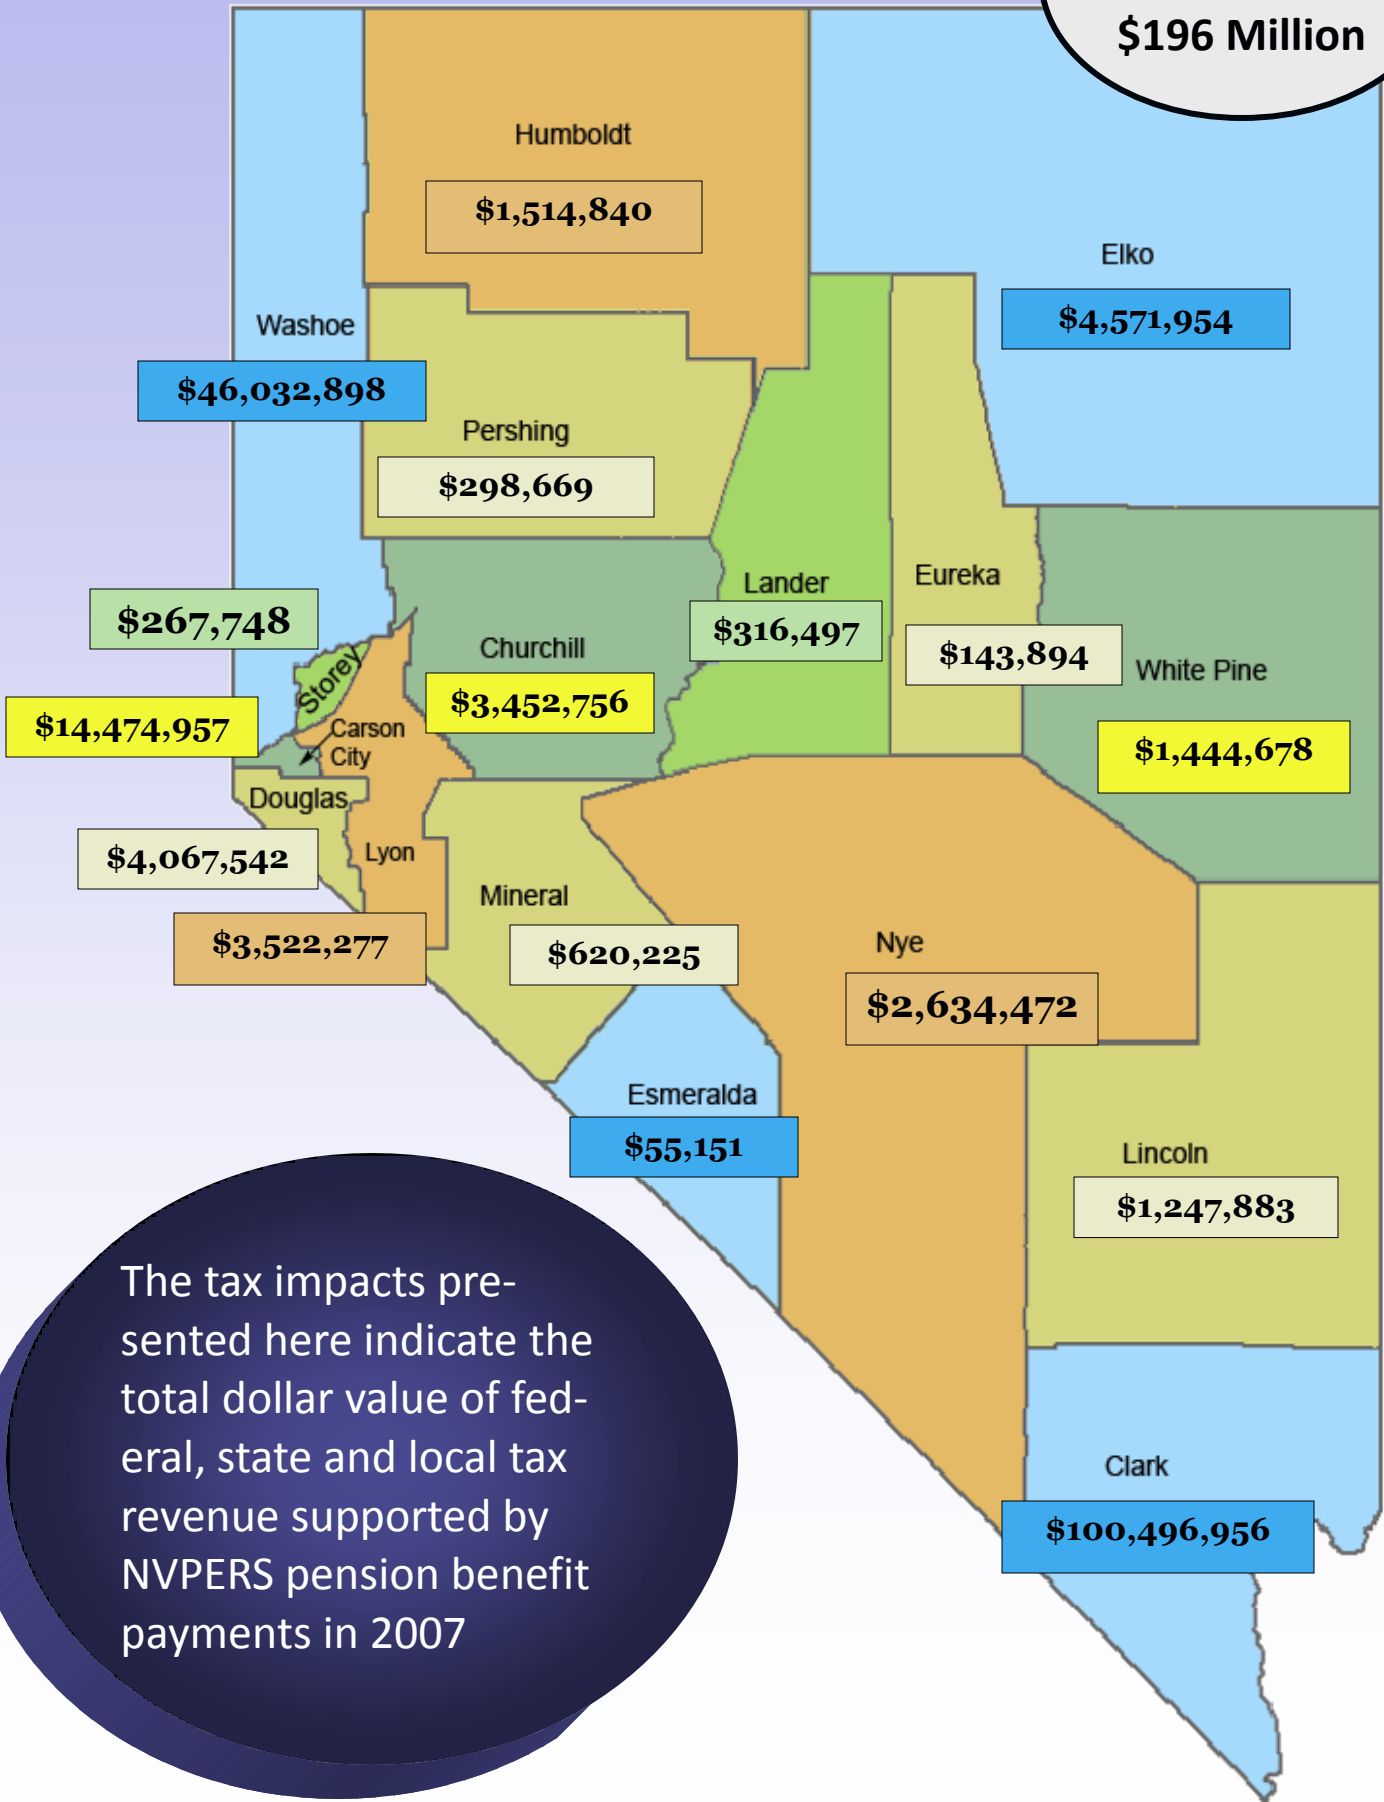 $196 Million
Humboldt
$1,514,840
Elko
$4,571,954
Washoe
$46,032,898
Pershing
$298,669
Lander
$316,497
Eureka
$143,894
$267,748
Storey
Churchill
$3,452,756
White Pine
$1,444,678
$14,474,957
Carson
City
Douglas
$4,067,542
Lyon
$3,522,277
Mineral
$620,225
Nye
$2,634,472
Esmeralda
$55,151
Lincoln
$1,247,883
The tax impacts pre-
sented here indicate the
total dollar value of fed-
eral, state and local tax
revenue supported by
NVPERS pension benefit
payments in 2007
Clark
$100,496,956